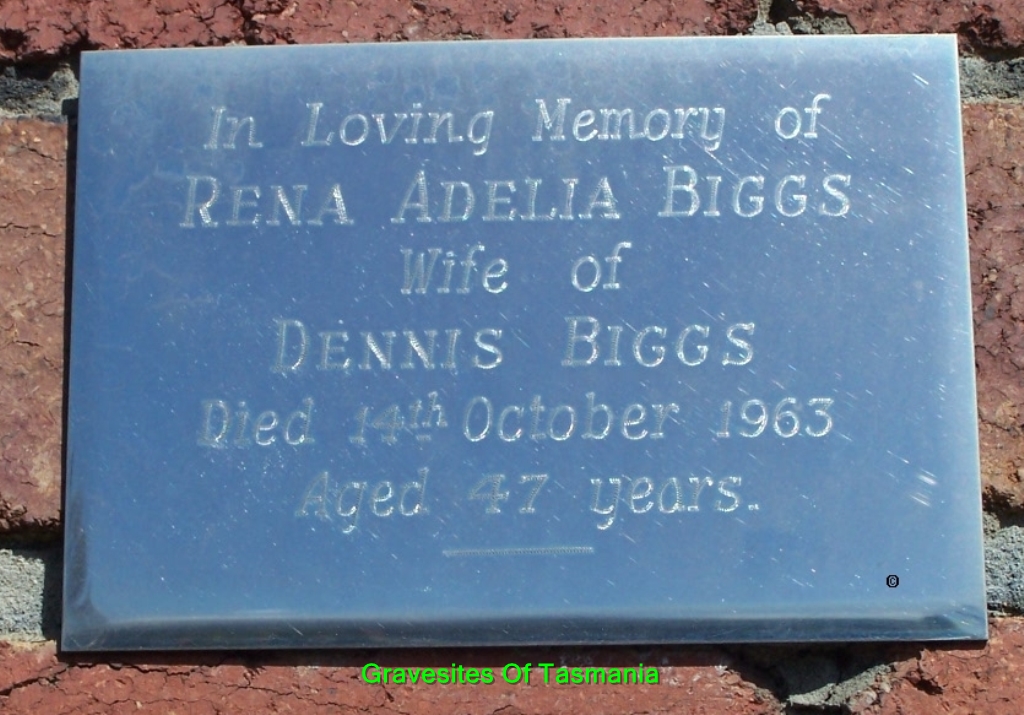 In Loving Memory of
RENA ADELIA BIGGS
Wife of
DENNIS BIGGS
Died 14th October 1963
Aged 47 years.
©
Gravesites Of Tasmania